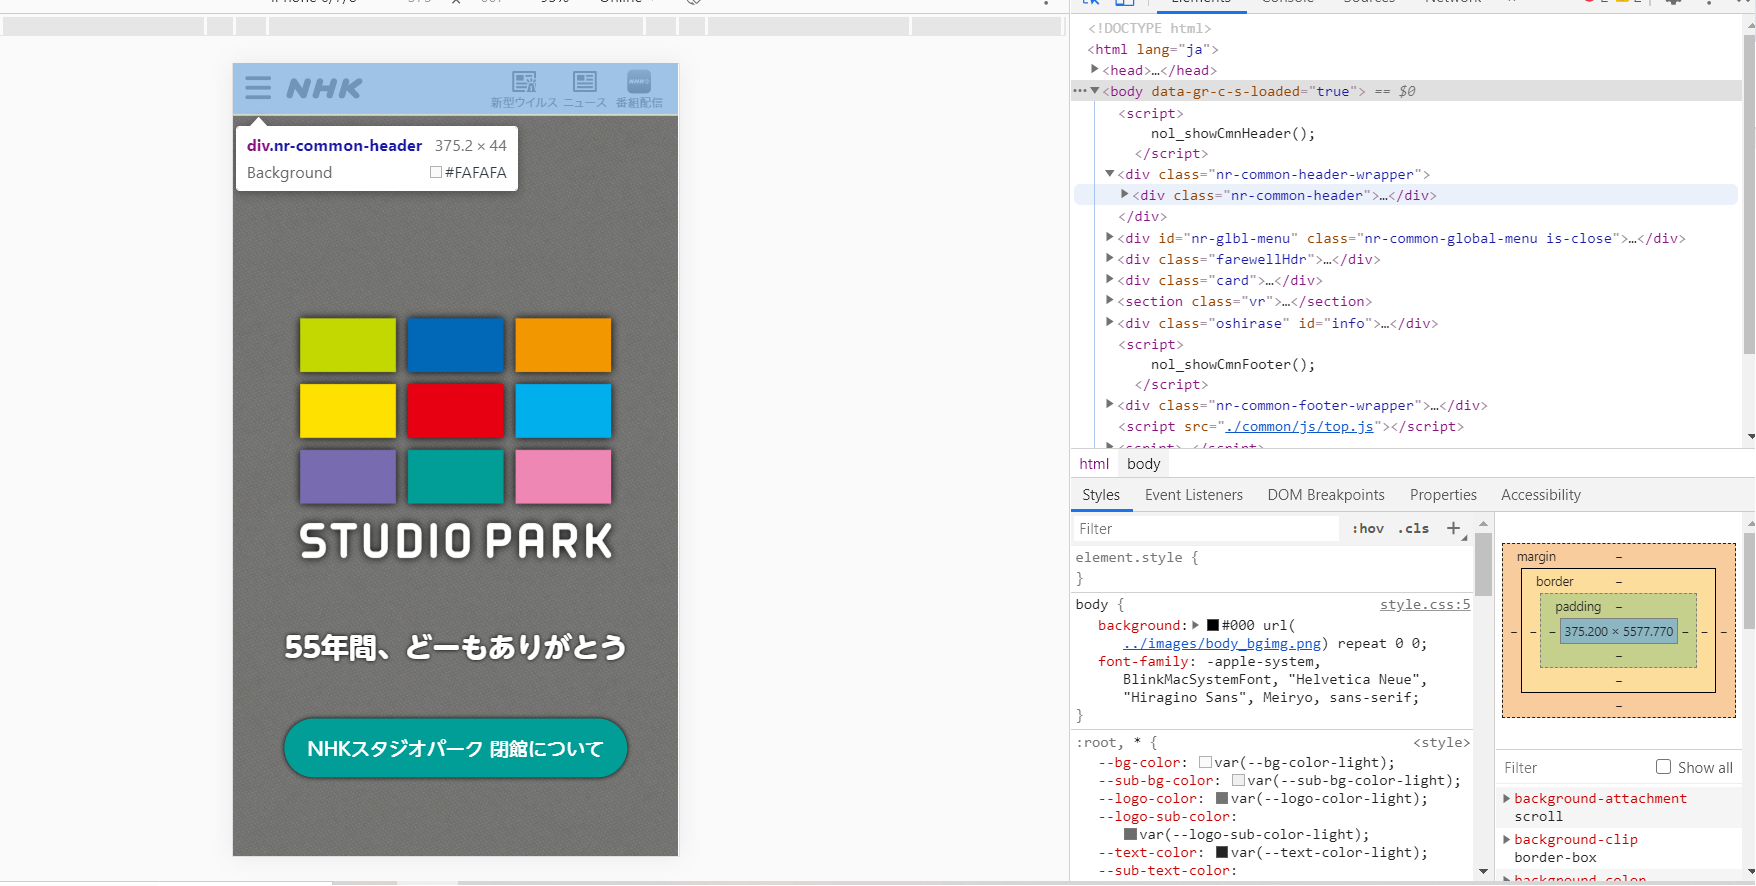 NHK
新型ウイルス ニュース 番組配信
div.nr-common-header 375.2 × 44
Background #FAFAFA
STUDIO PARK
55年間、どーもありがとう
NHKスタジオパーク 閉館について
<!DOCTYPE html>
<html lang="ja">
<head>…</head>
<body data-gr-c-s-loaded="true"> == $0
<script>
nol_showCmnHeader();
</script>
<div class="nr-common-header-wrapper">
<div class="nr-common-header">…</div>
</div>
<div id="nr-glbl-menu" class="nr-common-global-menu is-close">…</div>
<div class="farewellHdr">…</div>
<div class="card">…</div>
<section class="vr">…</section>
<div class="oshirase" id="info">…</div>
<script>
nol_showCmnFooter();
</script>
<div class="nr-common-footer-wrapper">…</div>
<script src="./common/js/top.js"></script>
html body
Styles Event Listeners DOM Breakpoints Properties Accessibility
Filter :hov .cls +
element.style {
}
body { style.css:5
background: #000 url(
../images/body_bgimg.png) repeat 0 0;
font-family: -apple-system,
BlinkMacSystemFont, "Helvetica Neue",
"Hiragino Sans", Meiryo, sans-serif;
}
:root, * { <style>
--bg-color: var(--bg-color-light);
--sub-bg-color: var(--sub-bg-color-light);
--logo-color: var(--logo-color-light);
--logo-sub-color:
var(--logo-sub-color-light);
--text-color: var(--text-color-light);
--sub-text-color:
margin –
border –
padding –
– – – 375.200 × 5577.770 – – –
–
–
–
Filter Show all
background-attachment
scroll
background-clip
border-box
background-color